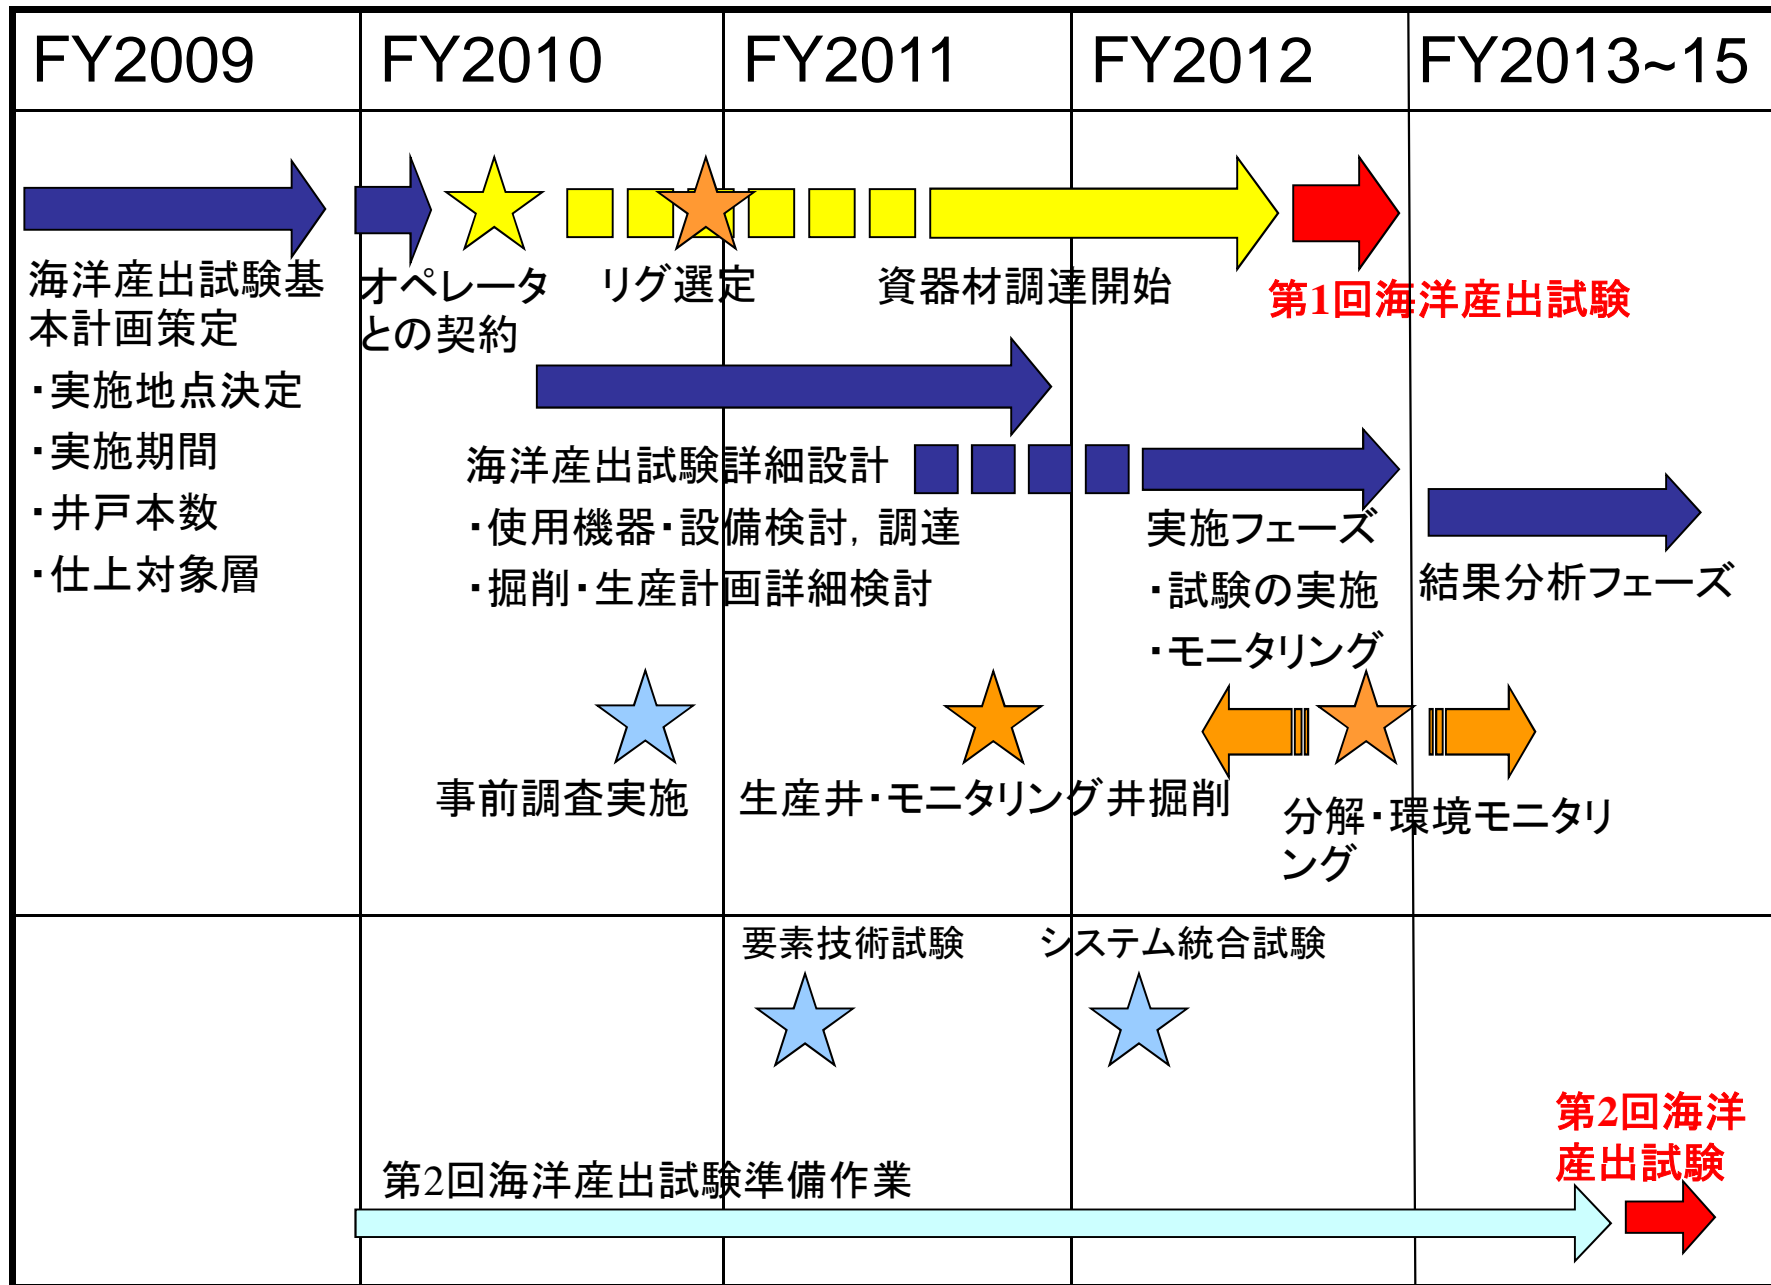 FY2009
FY2010
FY2011
FY2012
FY2013~15
海洋産出試験基
本計画策定
・実施地点決定
・実施期間
・井戸本数
・仕上対象層
オペレータ
との契約
リグ選定
資器材調達開始
第1回海洋産出試験
海洋産出試験詳細設計
・使用機器・設備検討, 調達
・掘削・生産計画詳細検討
実施フェーズ
・試験の実施
・モニタリング
結果分析フェーズ
事前調査実施
生産井・モニタリング井掘削
分解・環境モニタリ
ング
要素技術試験
システム統合試験
第2回海洋産出試験準備作業
第2回海洋
産出試験